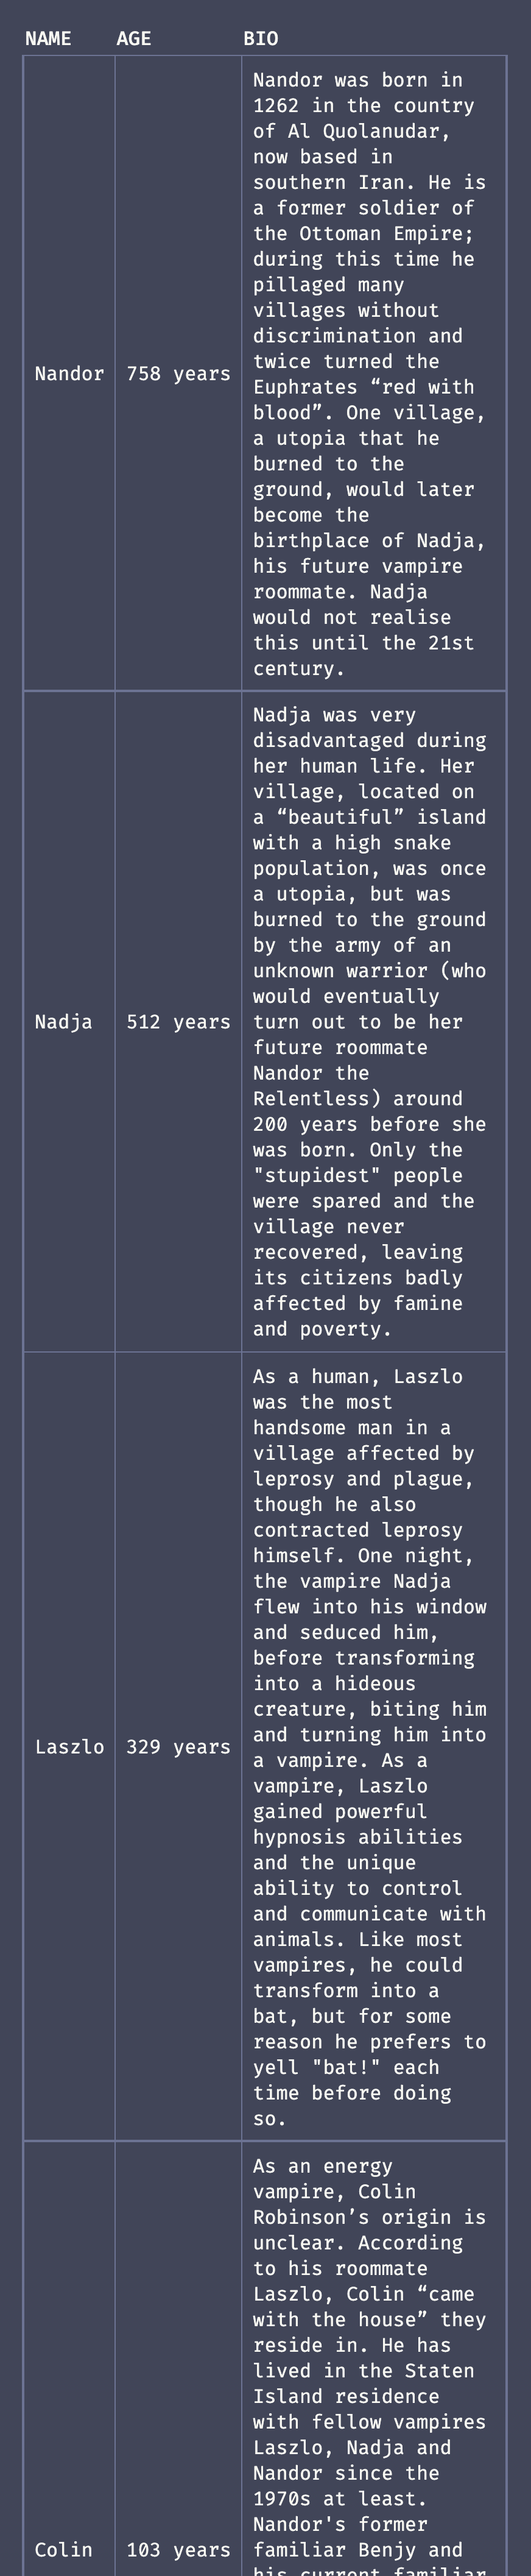 NAME AGE BIO
Nandor was born in
1262 in the country
of Al Quolanudar,
now based in
southern Iran. He is
a former soldier of
the Ottoman Empire;
during this time he
pillaged many
villages without
discrimination and
twice turned the
Nandor 758 years Euphrates “red with
blood”. One village,
a utopia that he
burned to the
ground, would later
become the
birthplace of Nadja,
his future vampire
roommate. Nadja
would not realise
this until the 21st
century.
Nadja was very
disadvantaged during
her human life. Her
village, located on
a “beautiful” island
with a high snake
population, was once
a utopia, but was
burned to the ground
by the army of an
unknown warrior (who
would eventually
Nadja 512 years turn out to be her
future roommate
Nandor the
Relentless) around
200 years before she
was born. Only the
"stupidest" people
were spared and the
village never
recovered, leaving
its citizens badly
affected by famine
and poverty.
As a human, Laszlo
was the most
handsome man in a
village affected by
leprosy and plague,
though he also
contracted leprosy
himself. One night,
the vampire Nadja
flew into his window
and seduced him,
before transforming
into a hideous
creature, biting him
and turning him into
Laszlo 329 years a vampire. As a
vampire, Laszlo
gained powerful
hypnosis abilities
and the unique
ability to control
and communicate with
animals. Like most
vampires, he could
transform into a
bat, but for some
reason he prefers to
yell "bat!" each
time before doing
so.
As an energy
vampire, Colin
Robinson’s origin is
unclear. According
to his roommate
Laszlo, Colin “came
with the house” they
reside in. He has
lived in the Staten
Island residence
with fellow vampires
Laszlo, Nadja and
Nandor since the
1970s at least.
Nandor's former
Colin 103 years familiar Benjy and
his current familiar